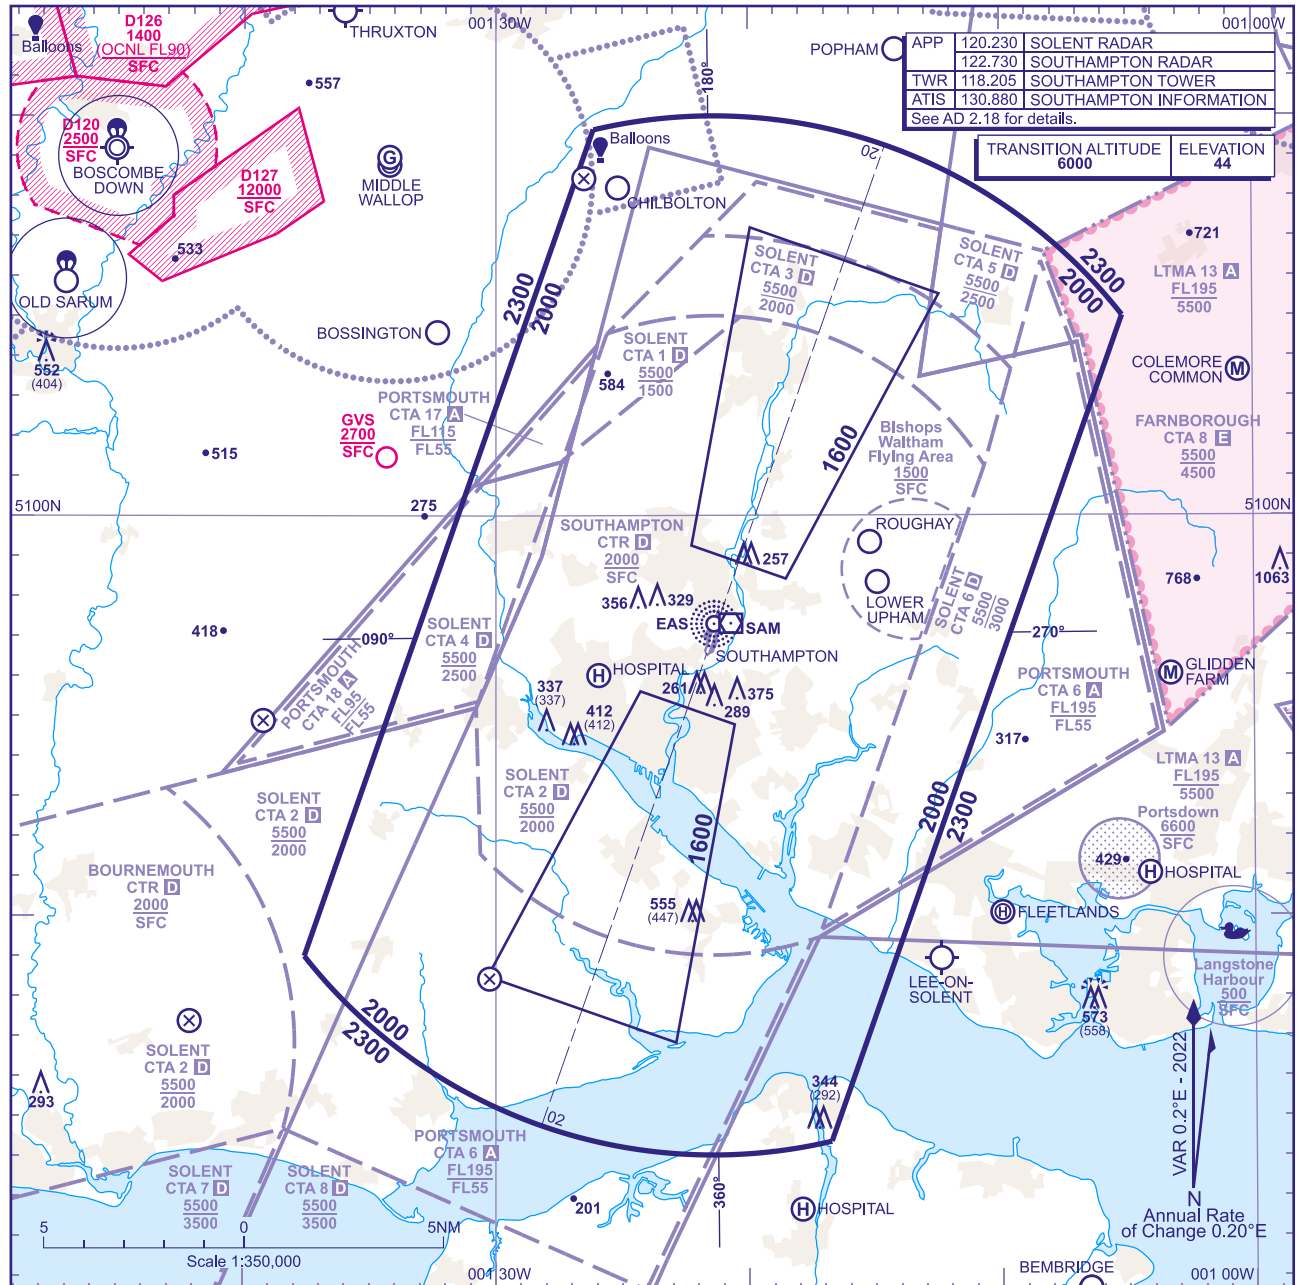 001:30W
001 00W
D126
1400
(OCNL FL90)
SFC
Balloons
THRUXTON
POPHAM
APP 120.230 SOLENT RADAR
122.730 SOUTHAMPTON RADAR
TWR 118.205 SOUTHAMPTON TOWER
ATIS 130.880 SOUTHAMPTON INFORMATION
See AD 2.18 for details.
TRANSITION ALTITUDE
6000
ELEVATION
44
557
180°
D120
2500
SFC
BOSCOMBE
DOWN
D127
12000
SFC
G
MIDDLE
WALLOP
Balloons
CHILBOLTON
20
533
OLD SARUM
552
(404)
BOSSINGTON
2300
2000
SOLENT
CTA 3 D
5500
2000
SOLENT
CTA 5 D
5500
2500
2300
2000
721
LTMA 13 A
FL195
5500
COLEMORE
COMMON
M
SOLENT
CTA 1 D
5500
1500
584
PORTSMOUTH
CTA 17 A
FL115
FL55
GVS
2700
SFC
515
275
1600
Bishops
Waltham
Flying Area
1500
SFC
FARNBOROUGH
CTA 8 E
5500
4500
5100N
5100N
SOUTHAMPTON
CTR D
2000
SFC
257
ROUGHAY
LOWER
UPHAM
SOLENT
CTA 6 D
5500
3000
768
1063
356
329
EAS
SAM
SOUTHAMPTON
418
090°
270°
SOLENT
CTA 4 D
5500
2500
H
HOSPITAL
261
289
375
337
(337)
412
(412)
PORTSMOUTH
CTA 18 A
FL95
FL55
PORTSMOUTH
CTA 6 A
FL195
FL55
M
GLIDDEN
FARM
317
LTMA 13 A
FL195
5500
SOLENT
CTA 2 D
5500
2000
SOLENT
CTA 2 D
5500
2000
1600
2000
2300
Portsdown
6600
SFC
429
H
HOSPITAL
BOURNEMOUTH
CTR D
2000
SFC
555
(447)
H
FLEETLANDS
LEE-ON-
SOLENT
Langstone
Harbour
500
SFC
573
(558)
2000
2300
SOLENT
CTA 2 D
5500
2000
293
02
344
(292)
VAR 0.2°E - 2022
N
Annual Rate
of Change 0.20°E
PORTSMOUTH
CTA 6 A
FL195
FL55
SOLENT
CTA 7 D
5500
3500
SOLENT
CTA 8 D
5500
3500
201
360°
H
HOSPITAL
5 0 5NM
Scale 1:350,000
BEMBRIDGE
001:30W
001 00W